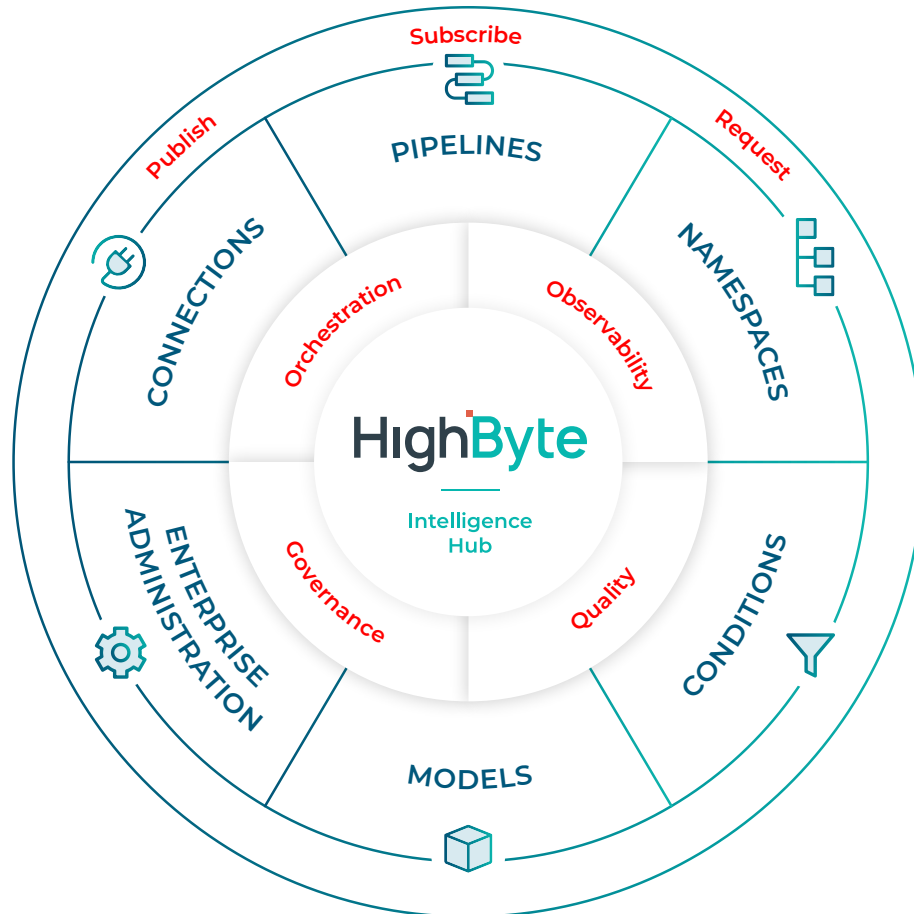 Subscribe
Publish
Request
PIPELINES
CONNECTIONS
NAMESPACES
Orchestration
Observability
HighByte
Intelligence
Hub
Governance
Quality
ENTERPRISE
ADMINISTRATION
CONDITIONS
MODELS